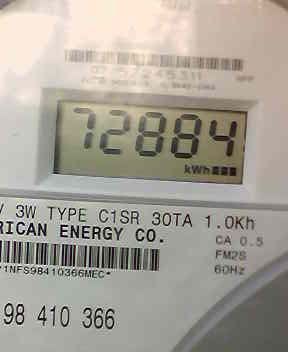 72884
kWh
V 3W TYPE C1SR 30TA 1.0Kh
RICAN ENERGY CO.
CA 0.5
FM2S
60Hz
*1NFS98410366MEC*
98 410 366